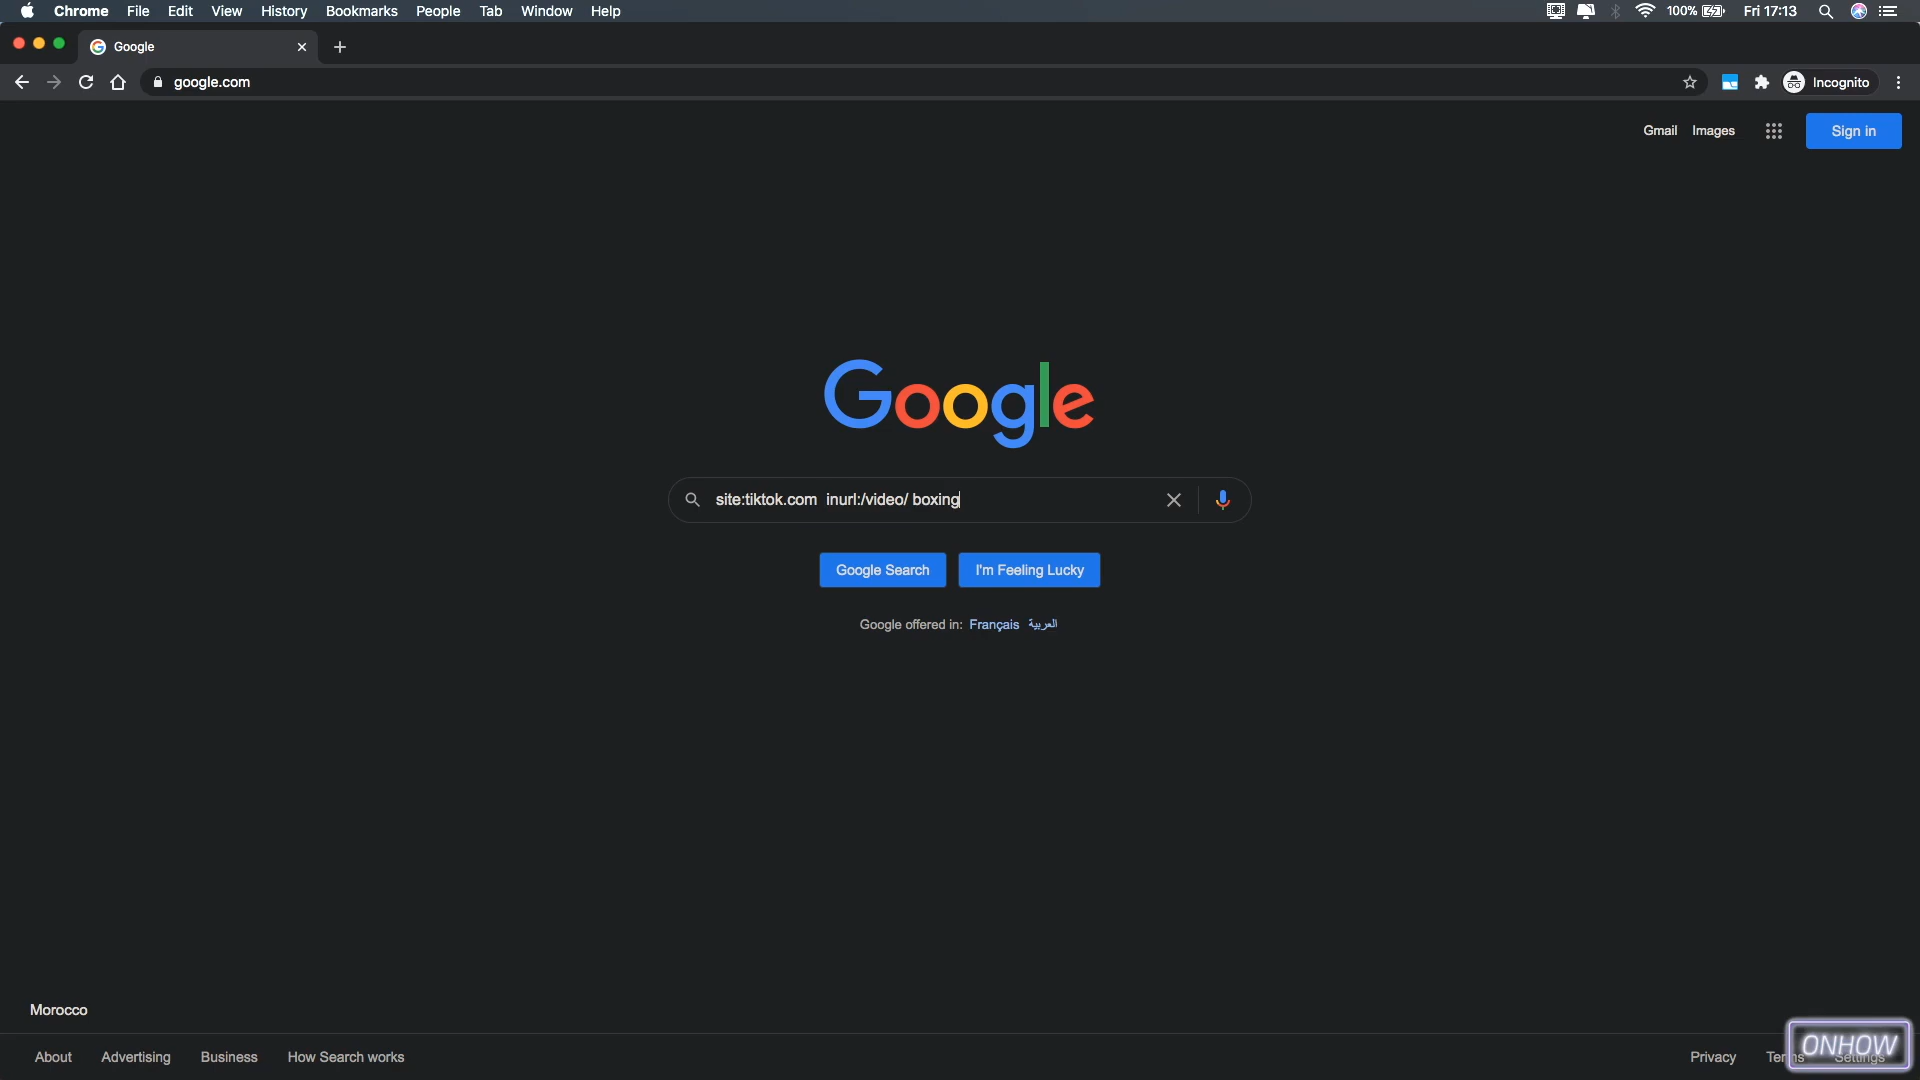 Chrome File Edit View History Bookmarks People Tab Window Help 100% Fri 17:13
Google
google.com Incognito
Gmail Images Sign in
Google
site:tiktok.com  inurl:/video/ boxing
Google Search I'm Feeling Lucky
Google offered in: Français العربية
Morocco
About Advertising Business How Search works Privacy Terms Settings
ONHOW